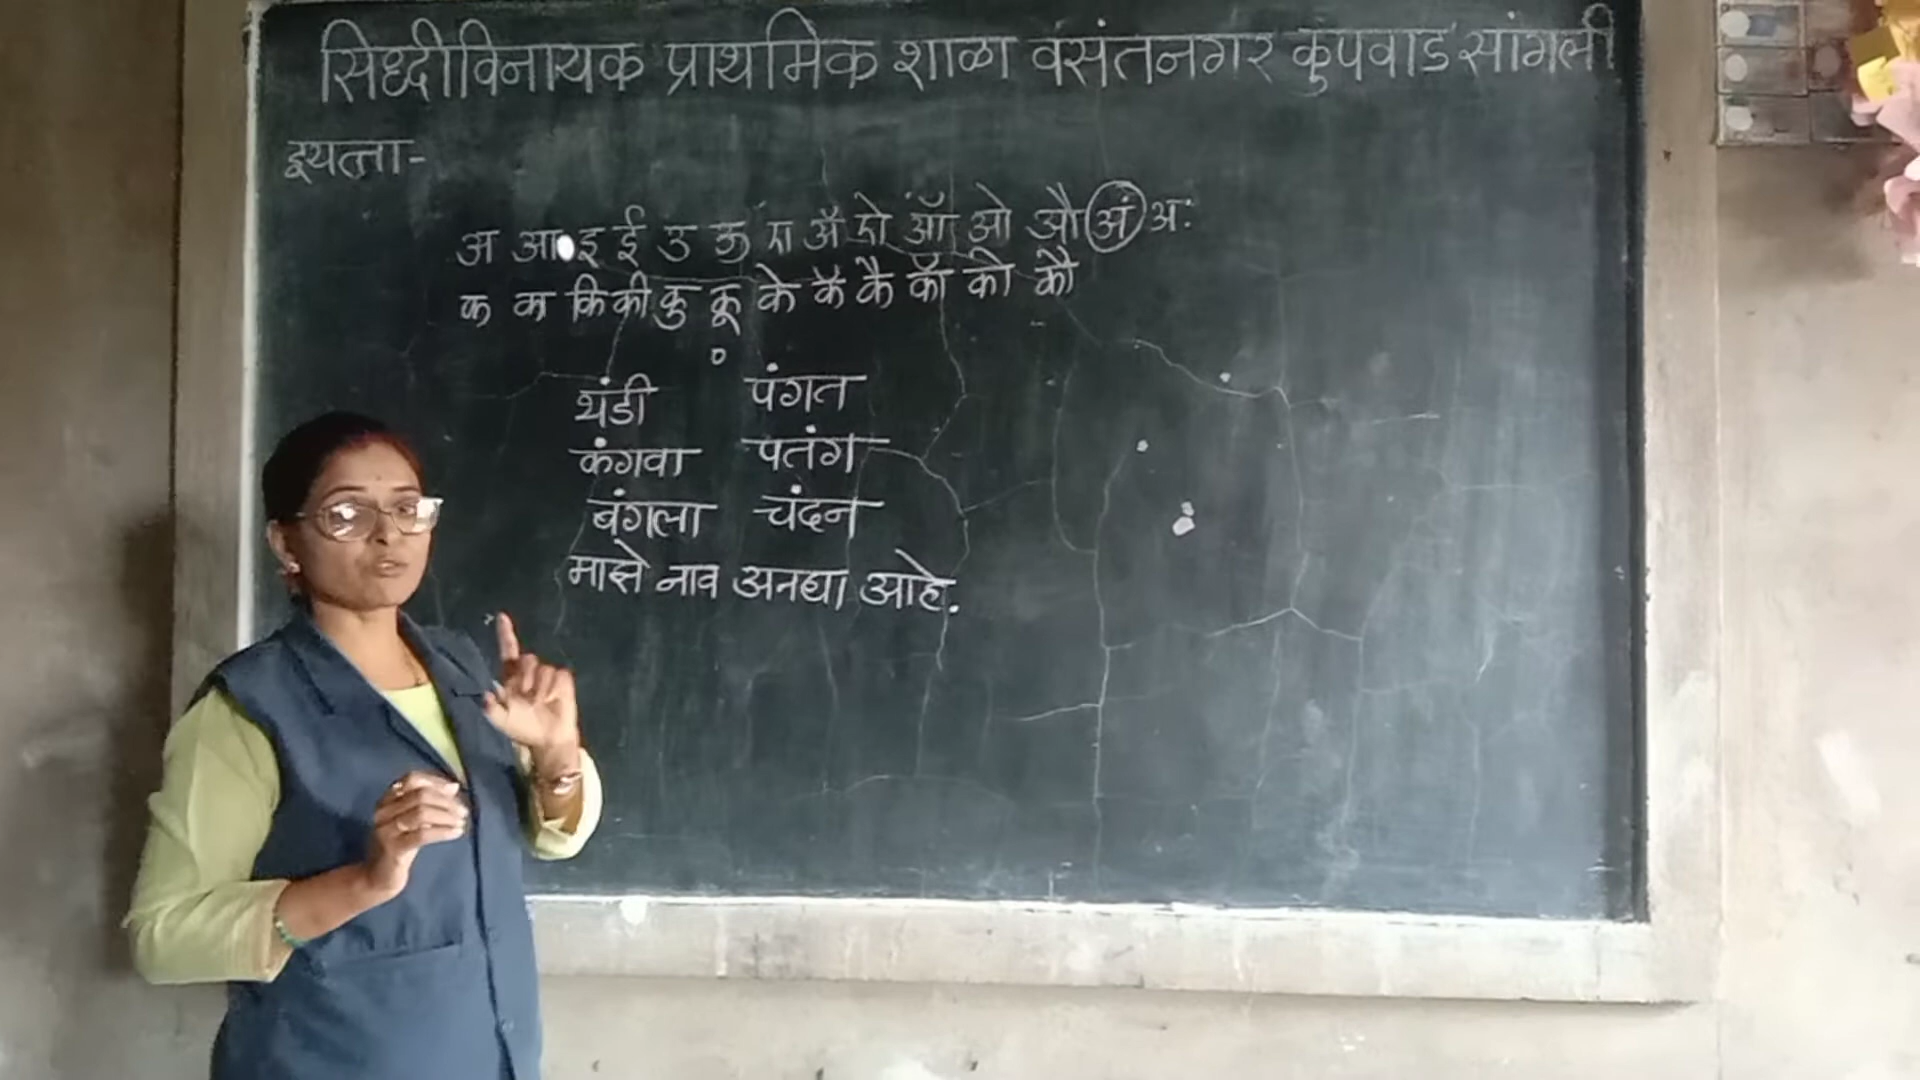 सिध्दीविनायक प्राथमिक शाळा वसंतनगर कुपवाड सांगली
इयत्ता-
अ आ इ ई उ ऊ ए ॲ ऐ ऑ ओ औ अं अः
क का कि की कु कू के कॅ कै कॉ को कौ
थंडी पंगत
कंगवा पतंग
बंगला चंदन
माझे नाव अनघा आहे.